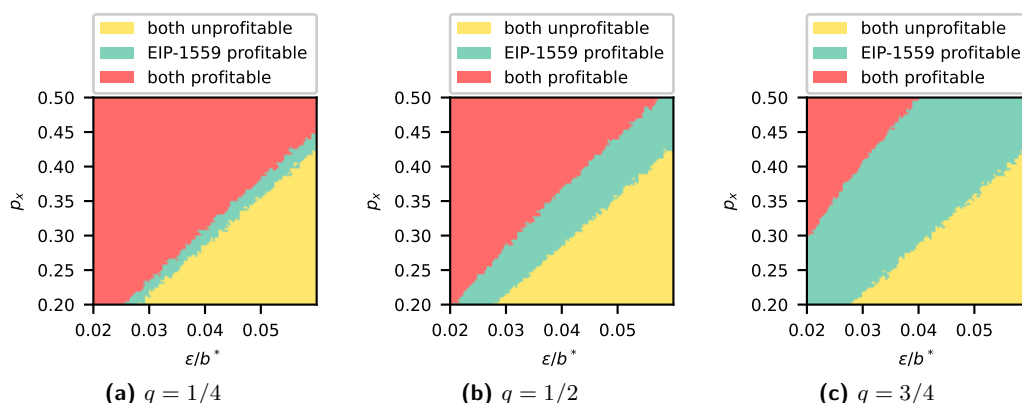 both unprofitable
EIP-1559 profitable
both profitable
0.50
0.45
0.40
0.35
0.30
0.25
0.20
p_x
0.02 0.03 0.04 0.05
ε/b*
(a) q = 1/4
both unprofitable
EIP-1559 profitable
both profitable
0.50
0.45
0.40
0.35
0.30
0.25
0.20
p_x
0.02 0.03 0.04 0.05
ε/b*
(b) q = 1/2
both unprofitable
EIP-1559 profitable
both profitable
0.50
0.45
0.40
0.35
0.30
0.25
0.20
p_x
0.02 0.03 0.04 0.05
ε/b*
(c) q = 3/4